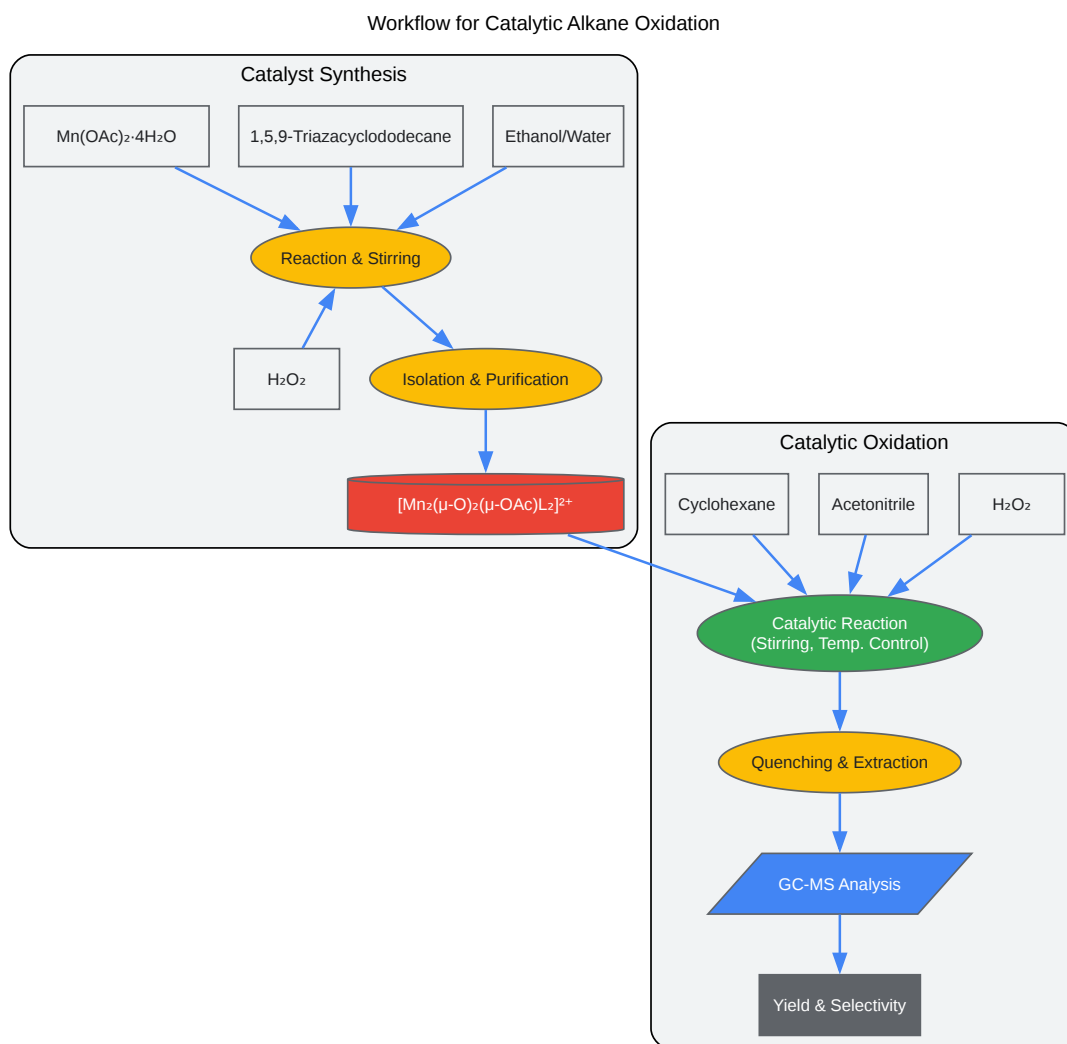 Workflow for Catalytic Alkane Oxidation
Catalyst Synthesis
Mn(OAc)₂·4H₂O
1,5,9-Triazacyclododecane
Ethanol/Water
Reaction & Stirring
H₂O₂
Isolation & Purification
[Mn₂(μ-O)₂(μ-OAc)L₂]²⁺
Catalytic Oxidation
Cyclohexane
Acetonitrile
H₂O₂
Catalytic Reaction
(Stirring, Temp. Control)
Quenching & Extraction
GC-MS Analysis
Yield & Selectivity